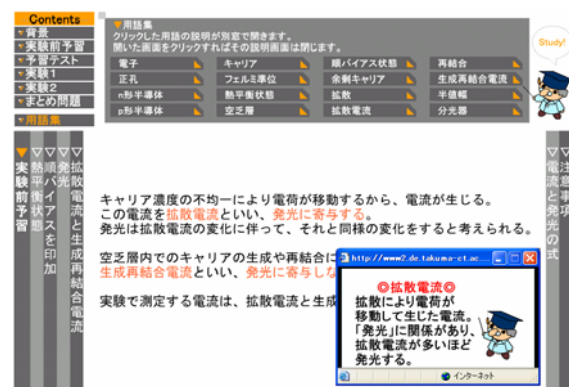 Contents
背景
実験前予習
予習テスト
実験1
実験2
まとめ問題
用語集
▼用語集
クリックした用語の説明が別窓で開きます。
開いた画面をクリックすればその説明画面は閉じます。
電子 キャリア 順バイアス状態 再結合
正孔 フェルミ準位 余剰キャリア 生成再結合電流
n形半導体 熱平衡状態 拡散 半値幅
p形半導体 空乏層 拡散電流 分光器
Study!
▼実験前予習
▽熱平衡状態
▽順バイアスを印加
▽発光
▽拡散電流と生成再結合電流
キャリア濃度の不均一により電荷が移動するから、電流が生じる。
この電流を拡散電流といい、発光に寄与する。
発光は拡散電流の変化に伴って、それと同様の変化をすると考えられる。
空乏層内でのキャリアの生成や再結合に
生成再結合電流といい、発光に寄与しな
実験で測定する電流は、拡散電流と生成
http://www2.de.takuma-ct.ac....
◎拡散電流◎
拡散により電荷が
移動して生じた電流。
「発光」に関係があり、
拡散電流が多いほど
発光する。
インターネット
▽電流と発光の式
▽注意事項